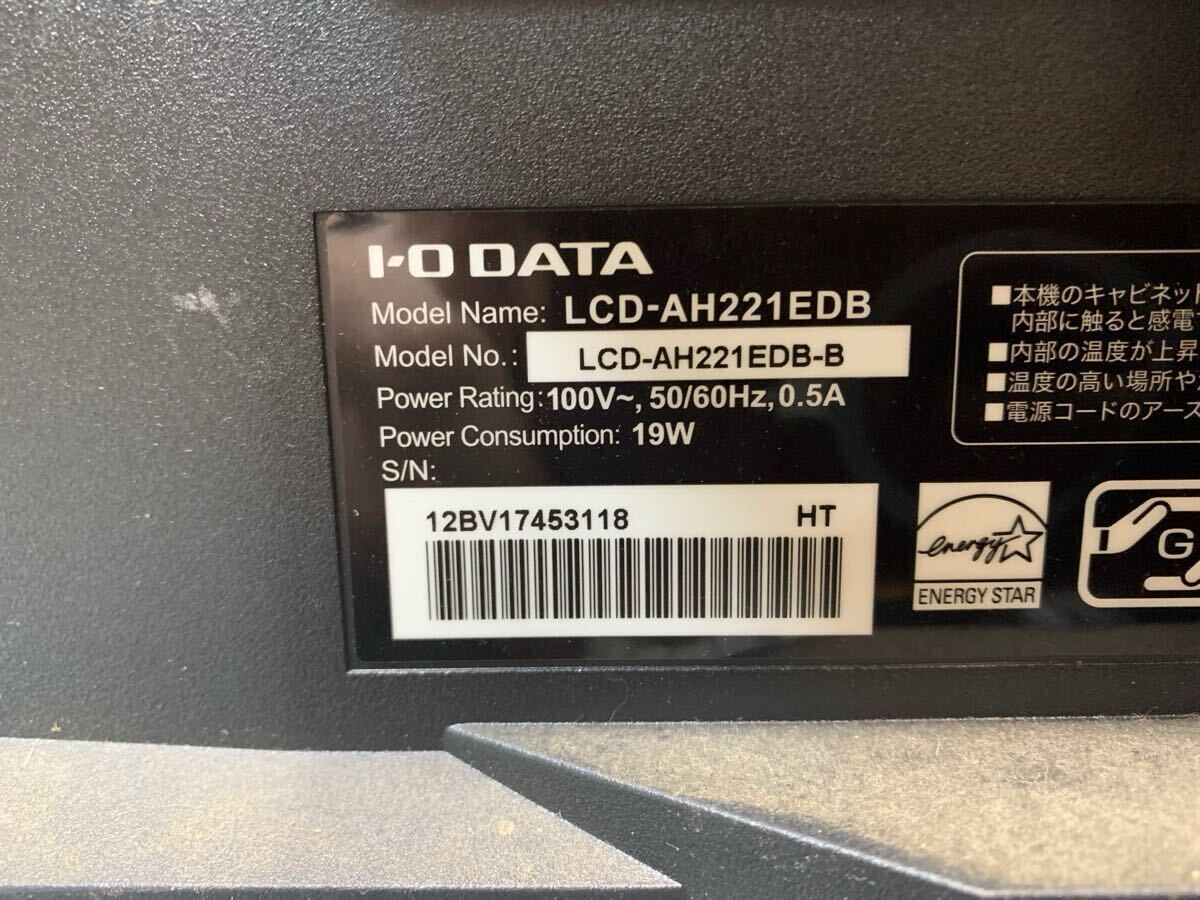 I-O DATA
Model Name: LCD-AH221EDB
Model No.: LCD-AH221EDB-B
Power Rating: 100V~, 50/60Hz, 0.5A
Power Consumption: 19W
S/N:
12BV17453118 HT
■本機のキャビネット
内部に触ると感電
■内部の温度が上昇
■温度の高い場所や
■電源コードのアース
energy
ENERGY STAR
G